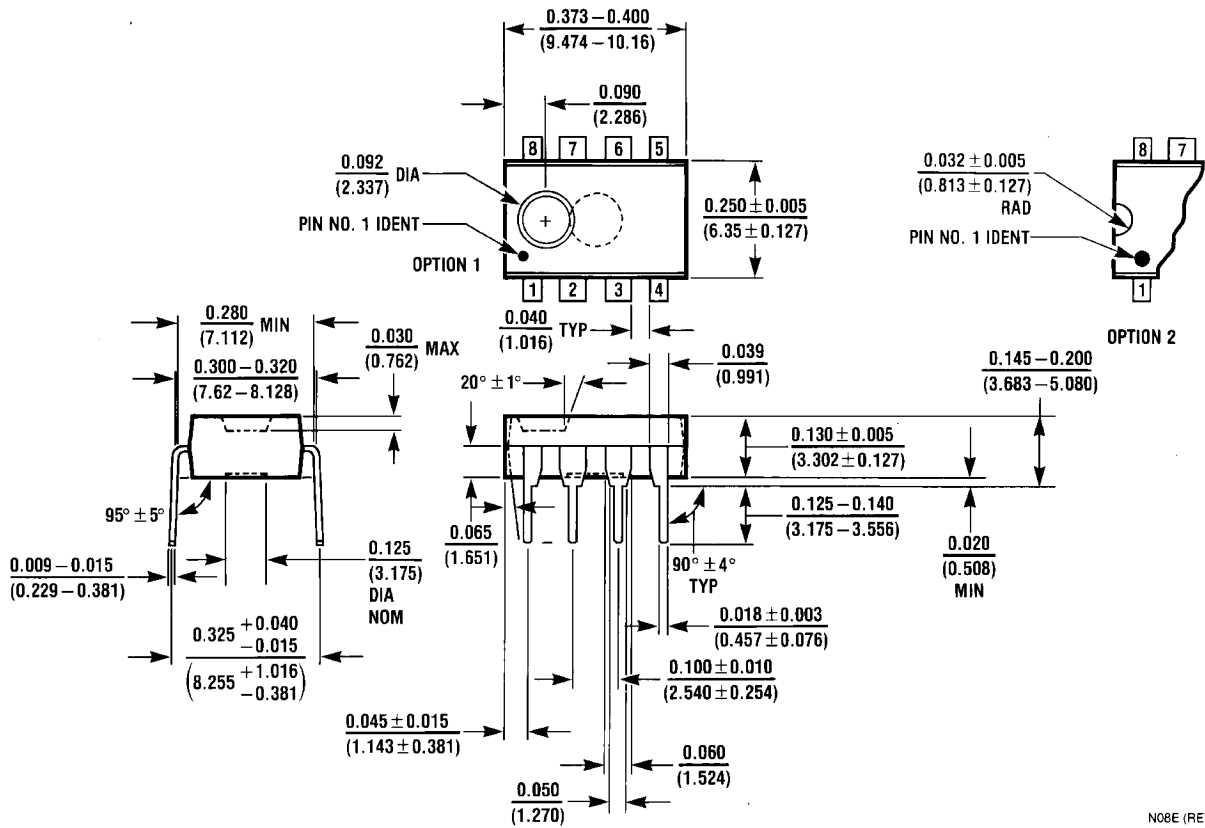 0.373 – 0.400
(9.474 – 10.16)
0.090
(2.286)
8 7 6 5
0.092 DIA
(2.337)
PIN NO. 1 IDENT
OPTION 1
0.250 ± 0.005
(6.35 ± 0.127)
1 2 3 4
0.032 ± 0.005
(0.813 ± 0.127)
RAD
8 7
PIN NO. 1 IDENT
1
OPTION 2
0.280 MIN
(7.112)
0.300 – 0.320
(7.62 – 8.128)
0.030 MAX
(0.762)
0.040 TYP
(1.016)
20° ± 1°
0.039
(0.991)
0.145 – 0.200
(3.683 – 5.080)
0.130 ± 0.005
(3.302 ± 0.127)
0.125 – 0.140
(3.175 – 3.556)
0.020
(0.508)
MIN
95° ± 5°
0.009 – 0.015
(0.229 – 0.381)
0.125
(3.175)
DIA
NOM
0.065
(1.651)
90° ± 4°
TYP
0.325 +0.040
–0.015
(8.255 +1.016
–0.381)
0.018 ± 0.003
(0.457 ± 0.076)
0.100 ± 0.010
(2.540 ± 0.254)
0.045 ± 0.015
(1.143 ± 0.381)
0.060
(1.524)
0.050
(1.270)
N08E (RE